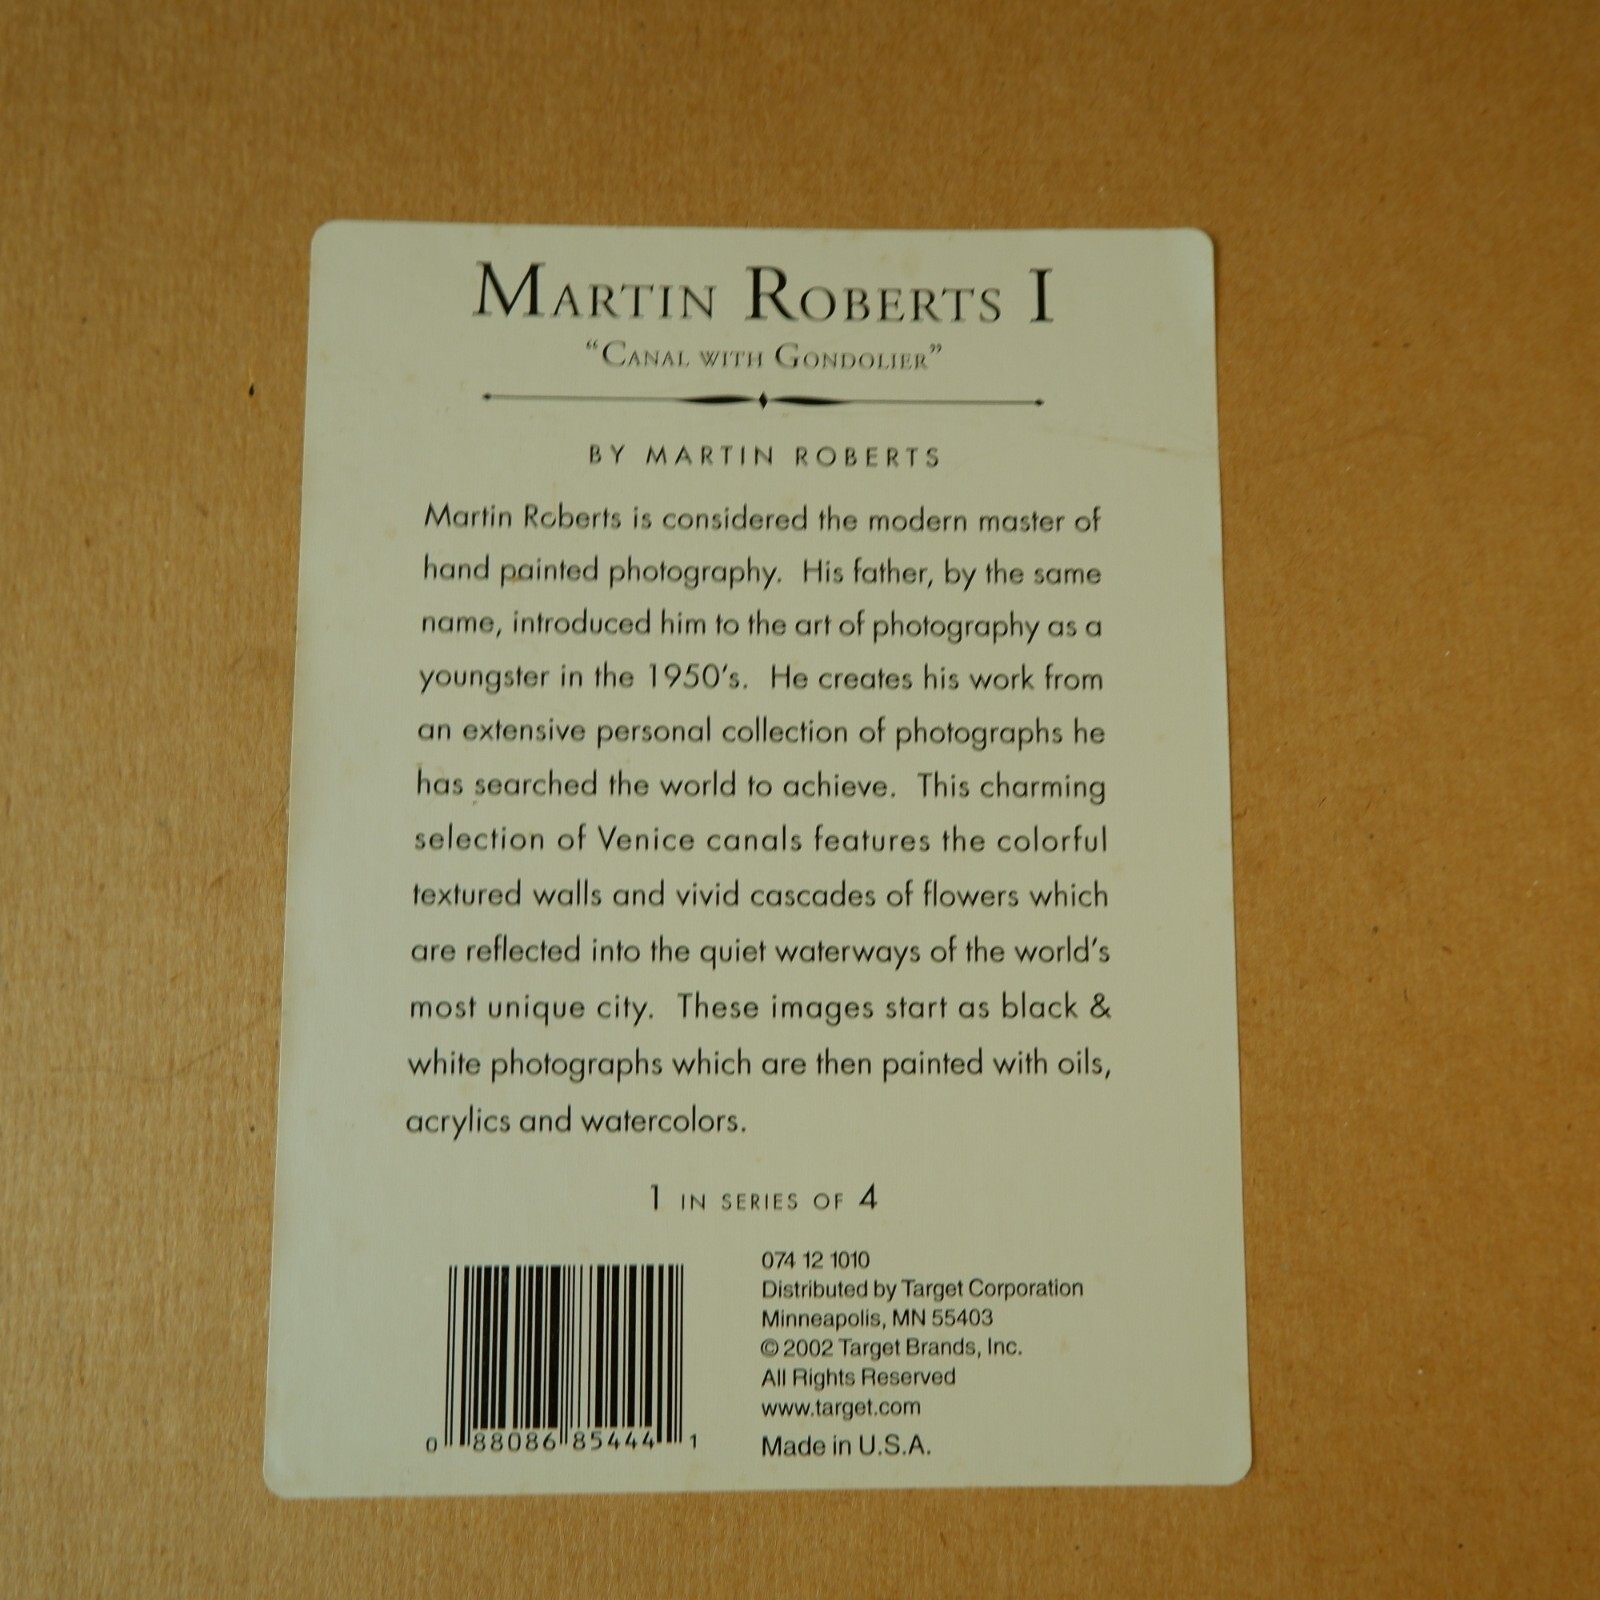 MARTIN ROBERTS I
“CANAL WITH GONDOLIER”
BY MARTIN ROBERTS
Martin Roberts is considered the modern master of
hand painted photography. His father, by the same
name, introduced him to the art of photography as a
youngster in the 1950's. He creates his work from
an extensive personal collection of photographs he
has searched the world to achieve. This charming
selection of Venice canals features the colorful
textured walls and vivid cascades of flowers which
are reflected into the quiet waterways of the world's
most unique city. These images start as black &
white photographs which are then painted with oils,
acrylics and watercolors.
1 IN SERIES OF 4
074 12 1010
Distributed by Target Corporation
Minneapolis, MN 55403
© 2002 Target Brands, Inc.
All Rights Reserved
www.target.com
Made in U.S.A.
0 88086 85444 1